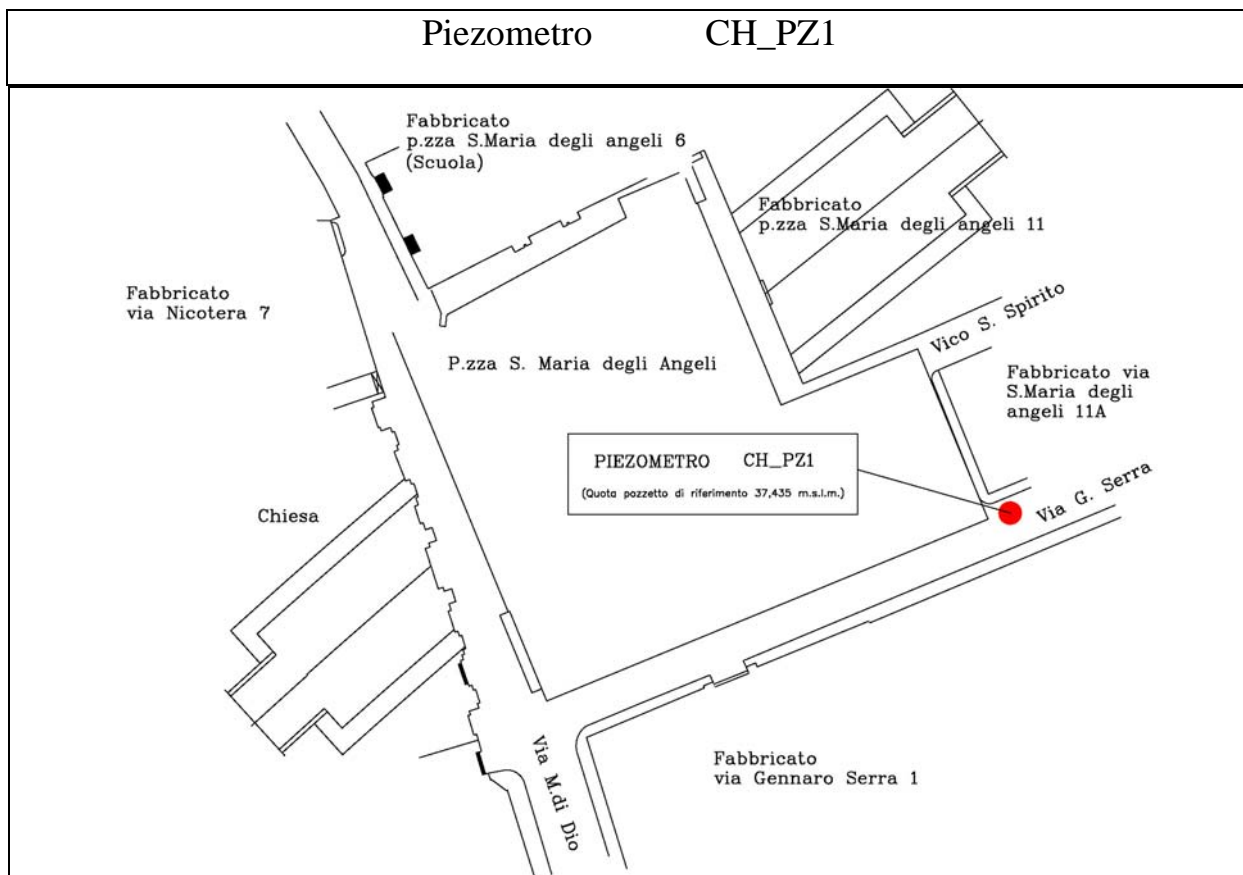 Piezometro CH_PZ1
Fabbricato
p.zza S.Maria degli angeli 6
(Scuola)
Fabbricato
p.zza S.Maria degli angeli 11
Fabbricato
via Nicotera 7
Vico S. Spirito
P.zza S. Maria degli Angeli
Fabbricato via
S.Maria degli
angeli 11A
PIEZOMETRO CH_PZ1
(Quota pozzetto di riferimento 37,435 m.s.l.m.)
Via G. Serra
Chiesa
Via M.di Dio
Fabbricato
via Gennaro Serra 1